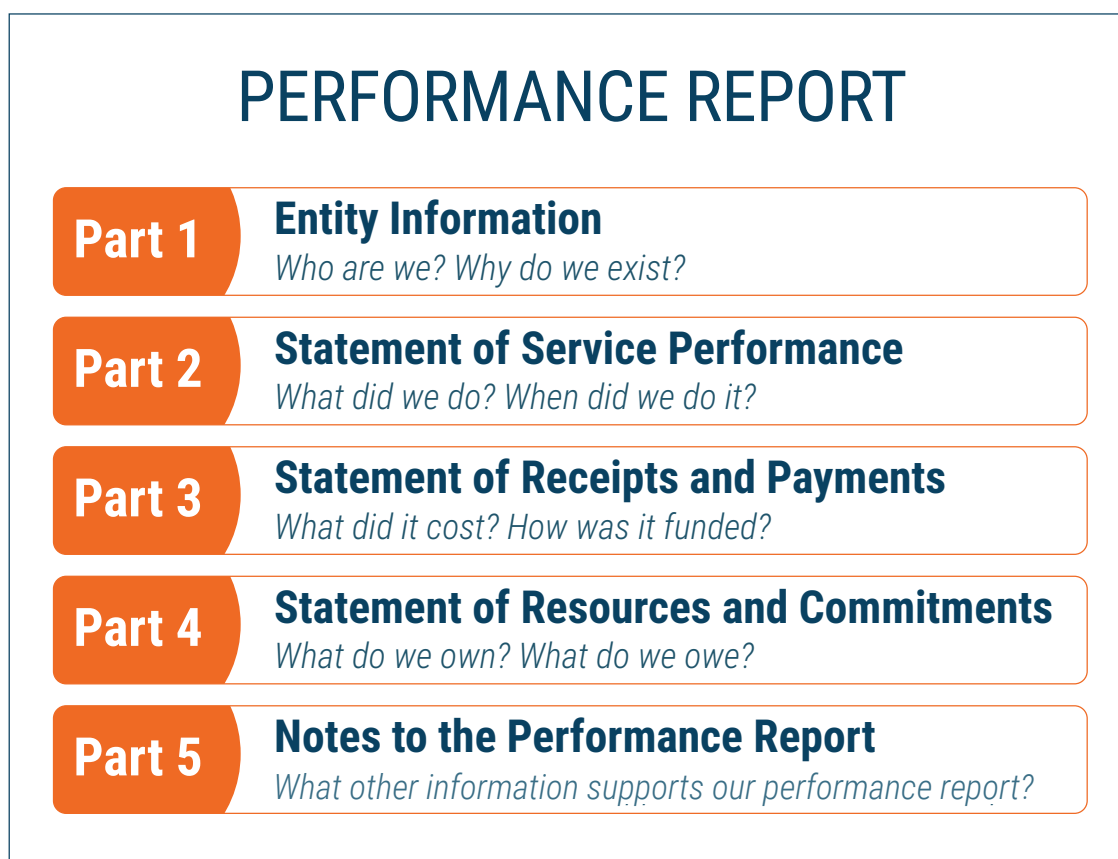 PERFORMANCE REPORT
Part 1
Entity Information
Who are we? Why do we exist?
Part 2
Statement of Service Performance
What did we do? When did we do it?
Part 3
Statement of Receipts and Payments
What did it cost? How was it funded?
Part 4
Statement of Resources and Commitments
What do we own? What do we owe?
Part 5
Notes to the Performance Report
What other information supports our performance report?